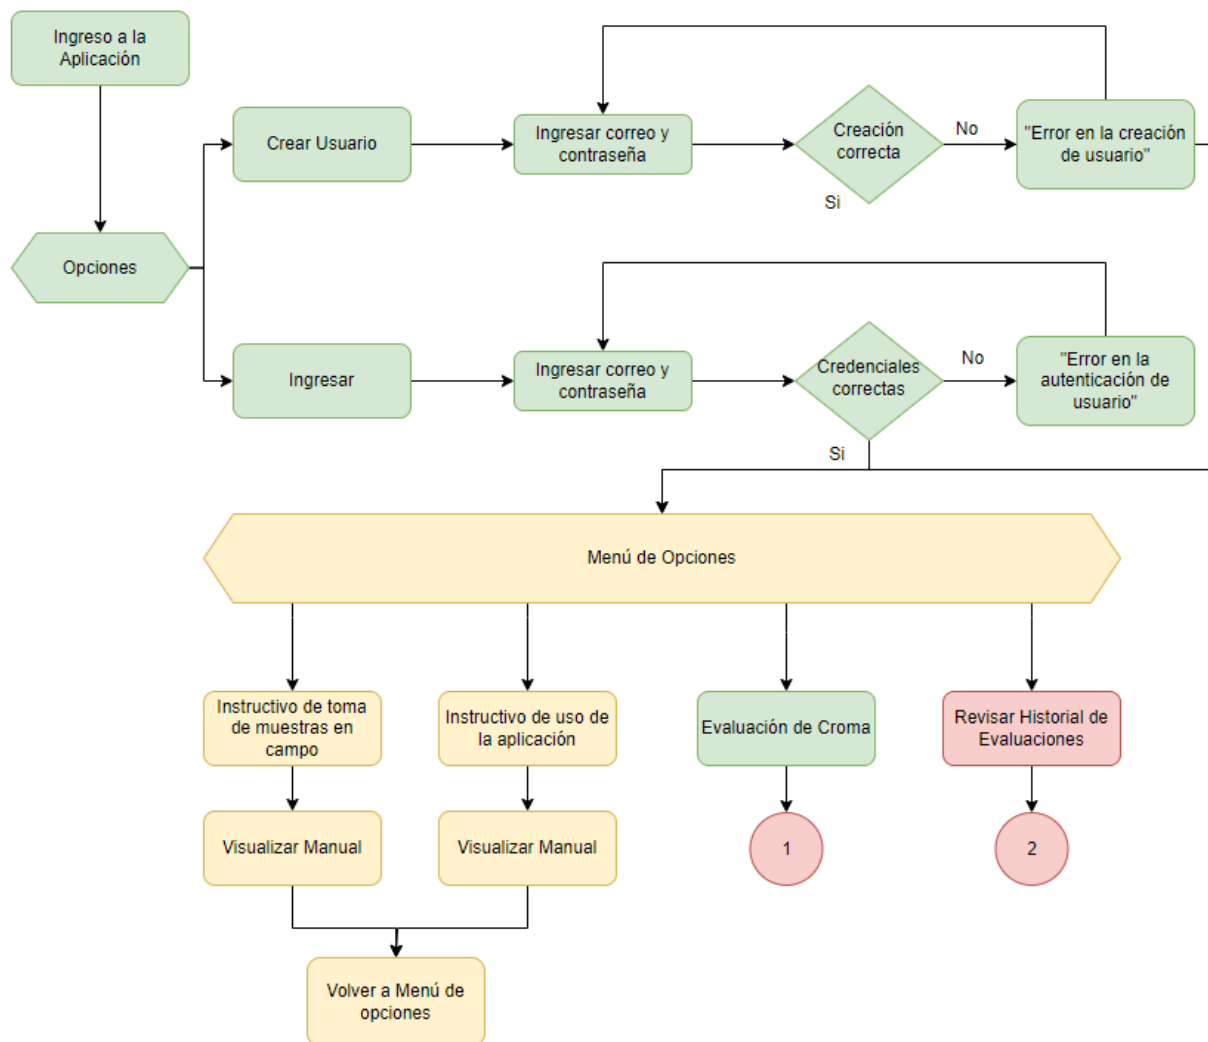 Ingreso a la
Aplicación
Crear Usuario
Ingresar correo y
contraseña
Creación
correcta
No
"Error en la creación
de usuario"
Si
Opciones
Ingresar
Ingresar correo y
contraseña
Credenciales
correctas
No
"Error en la
autenticación de
usuario"
Si
Menú de Opciones
Instructivo de toma
de muestras en
campo
Instructivo de uso de
la aplicación
Evaluación de Croma
Revisar Historial de
Evaluaciones
Visualizar Manual
Visualizar Manual
1
2
Volver a Menú de
opciones